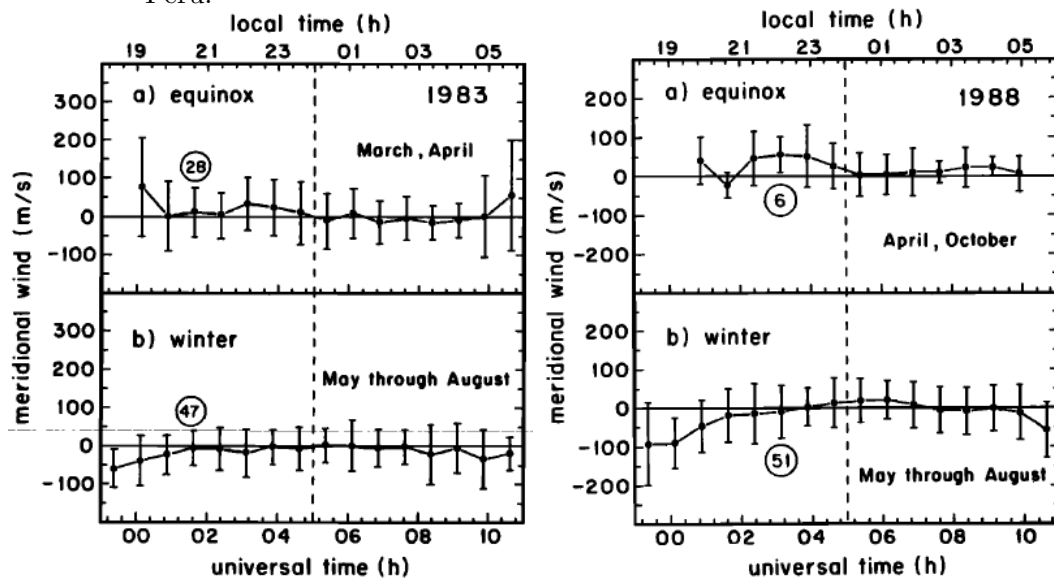 Peru.
local time (h)
19 21 23 01 03 05
300
200
100
0
-100
meridional wind (m/s)
a) equinox
1983
28
March, April
300
200
100
0
-100
meridional wind (m/s)
b) winter
May through August
47
00 02 04 06 08 10
universal time (h)
local time (h)
19 21 23 01 03 05
200
100
0
-100
-200
meridional wind (m/s)
a) equinox
1988
6
April, October
200
100
0
-100
-200
meridional wind (m/s)
b) winter
51
May through August
00 02 04 06 08 10
universal time (h)